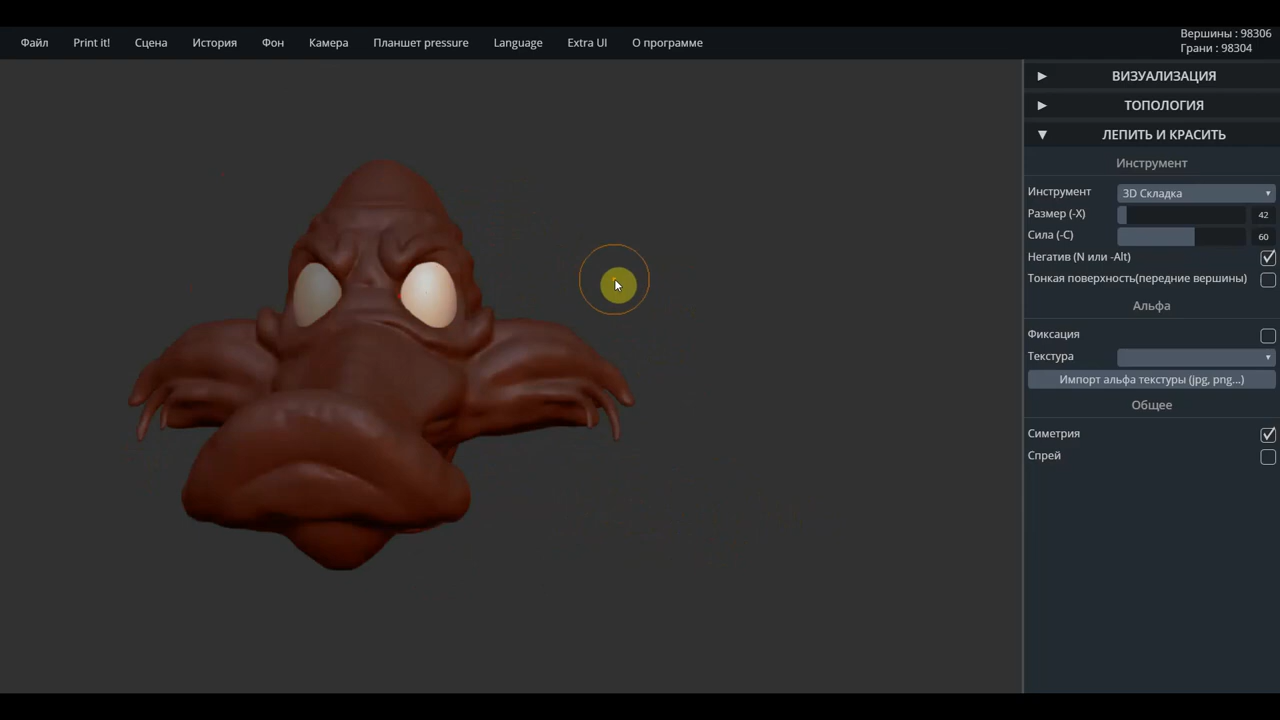 Файл Print it! Сцена История Фон Камера Планшет pressure Language Extra UI О программе
Вершины : 98306
Грани : 98304
ВИЗУАЛИЗАЦИЯ
ТОПОЛОГИЯ
ЛЕПИТЬ И КРАСИТЬ
Инструмент
Инструмент 3D Складка
Размер (-X) 42
Сила (-C) 60
Негатив (N или -Alt)
Тонкая поверхность(передние вершины)
Альфа
Фиксация
Текстура
Импорт альфа текстуры (jpg, png...)
Общее
Симетрия
Спрей